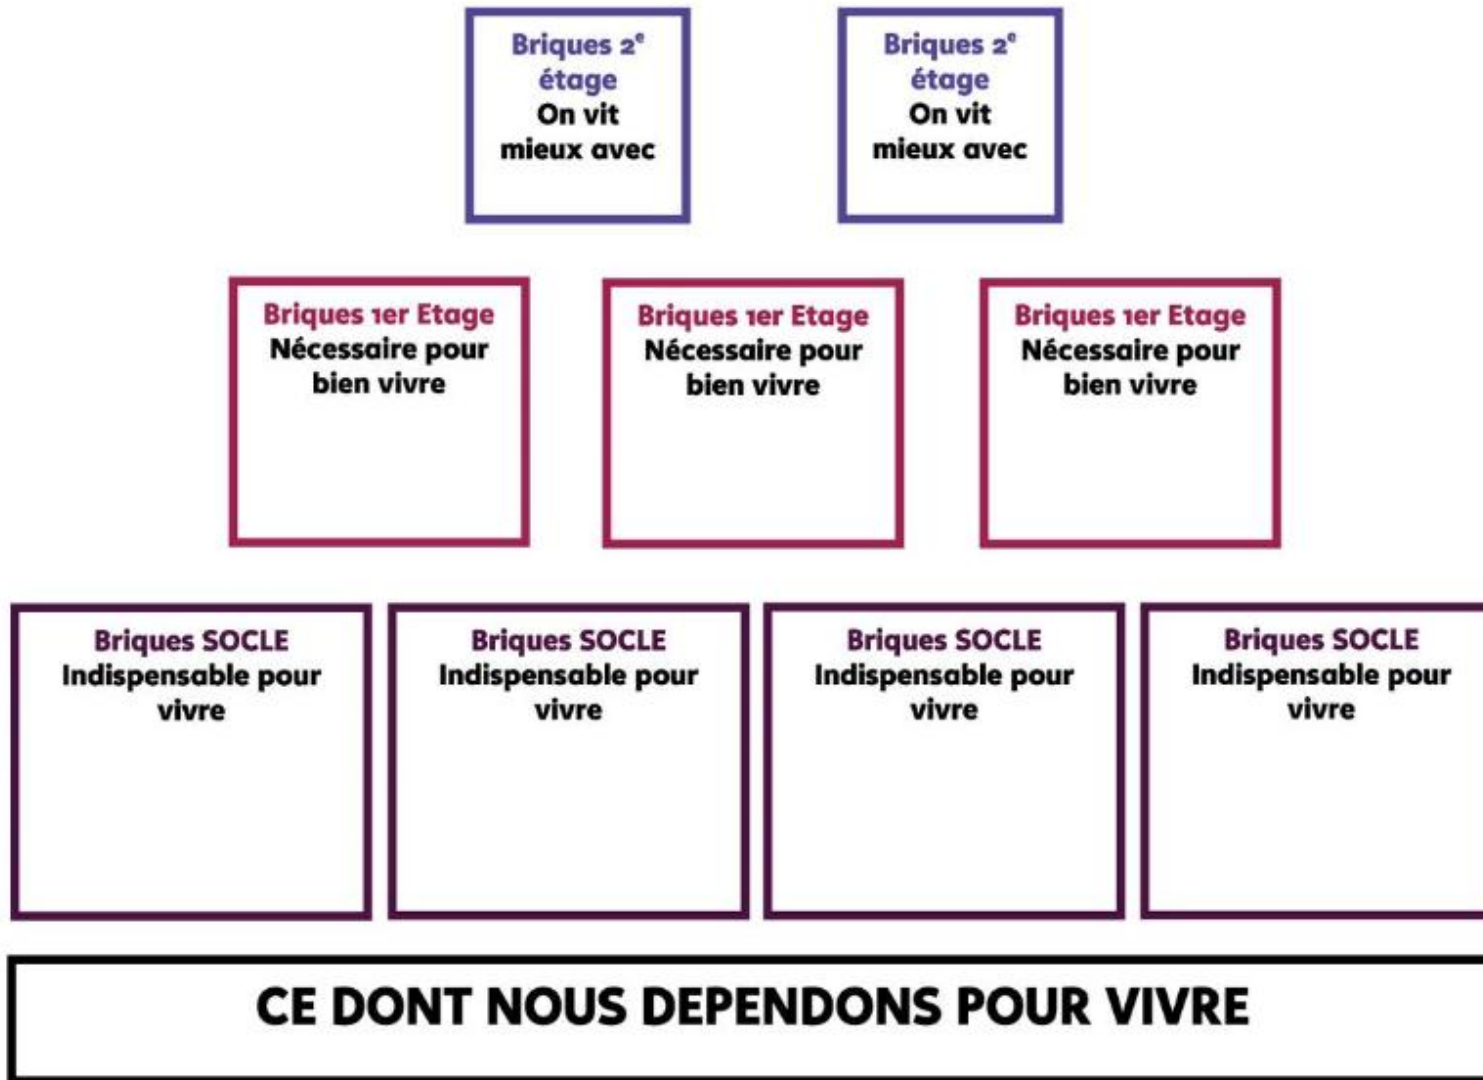 Briques 2ᵉ
étage
On vit
mieux avec
Briques 2ᵉ
étage
On vit
mieux avec
Briques 1er Etage
Nécessaire pour
bien vivre
Briques 1er Etage
Nécessaire pour
bien vivre
Briques 1er Etage
Nécessaire pour
bien vivre
Briques SOCLE
Indispensable pour
vivre
Briques SOCLE
Indispensable pour
vivre
Briques SOCLE
Indispensable pour
vivre
Briques SOCLE
Indispensable pour
vivre
CE DONT NOUS DEPENDONS POUR VIVRE